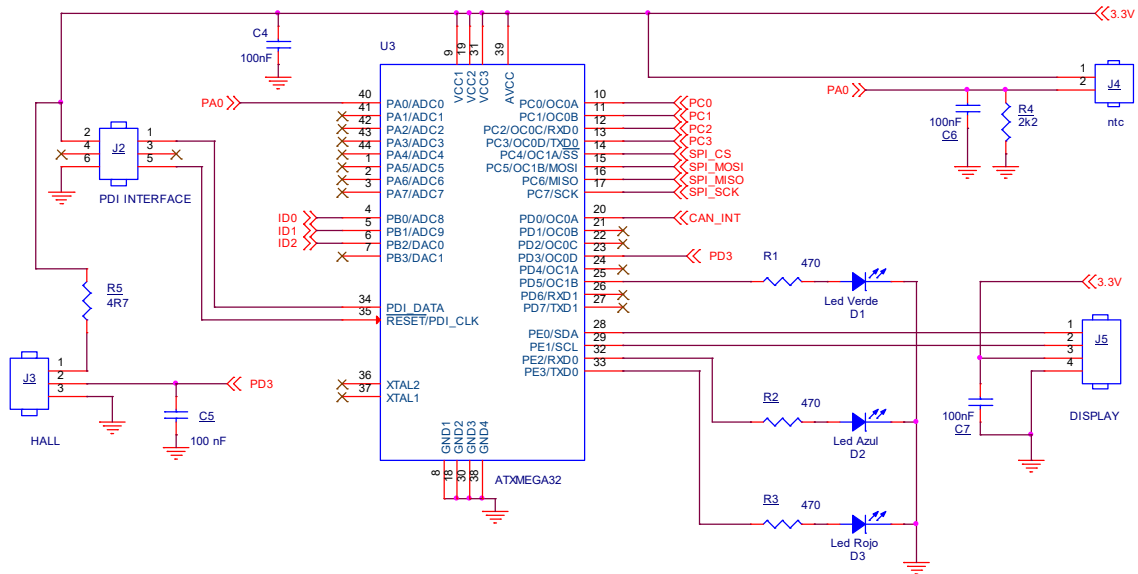 3.3V
C4
100nF
U3
9
19
31
39
VCC1
VCC2
VCC3
AVCC
PA0
40
PA0/ADC0
41
PA1/ADC1
42
PA2/ADC2
43
PA3/ADC3
44
PA4/ADC4
1
PA5/ADC5
2
PA6/ADC6
3
PA7/ADC7
ID0
4
PB0/ADC8
ID1
5
PB1/ADC9
ID2
6
PB2/DAC0
7
PB3/DAC1
34
PDI_DATA
35
RESET/PDI_CLK
36
XTAL2
37
XTAL1
PC0/OC0A
10
PC0
PC1/OC0B
11
PC1
PC2/OC0C/RXD0
12
PC2
PC3/OC0D/TXD0
13
PC3
PC4/OC1A/SS
14
SPI_CS
PC5/OC1B/MOSI
15
SPI_MOSI
PC6/MISO
16
SPI_MISO
PC7/SCK
17
SPI_SCK
PD0/OC0A
20
CAN_INT
PD1/OC0B
21
PD2/OC0C
22
PD3/OC0D
23
PD3
PD4/OC1A
24
PD5/OC1B
25
PD6/RXD1
26
PD7/TXD1
27
PE0/SDA
28
PE1/SCL
29
PE2/RXD0
32
PE3/TXD0
33
GND1
GND2
GND3
GND4
8
18
30
38
ATXMEGA32
2
4
6
J2
1
3
5
PDI INTERFACE
R5
4R7
J3
1
2
3
PD3
C5
100 nF
HALL
PA0
100nF
C6
R4
2k2
1
2
J4
ntc
R1
470
Led Verde
D1
R2
470
Led Azul
D2
R3
470
Led Rojo
D3
3.3V
1
2
3
4
J5
100nF
C7
DISPLAY